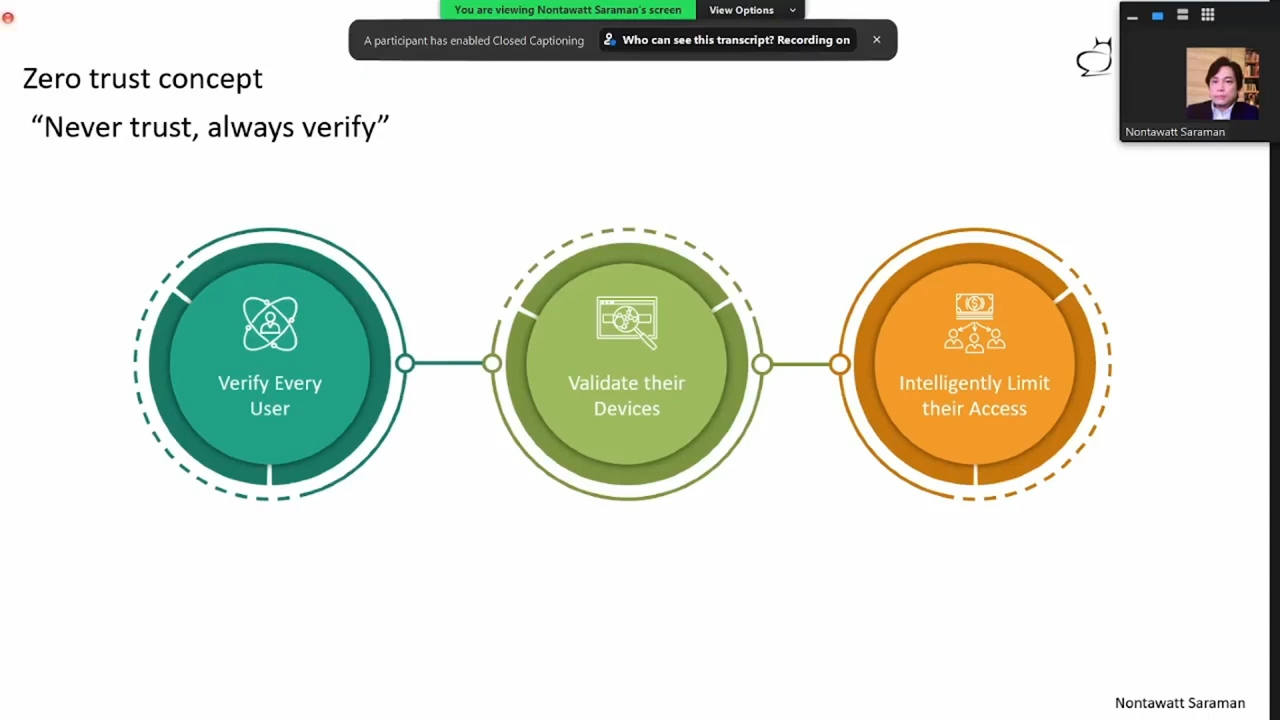 You are viewing Nontawatt Saraman's screen
View Options
A participant has enabled Closed Captioning
Who can see this transcript? Recording on
Zero trust concept
“Never trust, always verify”
Nontawatt Saraman
Verify Every
User
Validate their
Devices
Intelligently Limit
their Access
Nontawatt Saraman